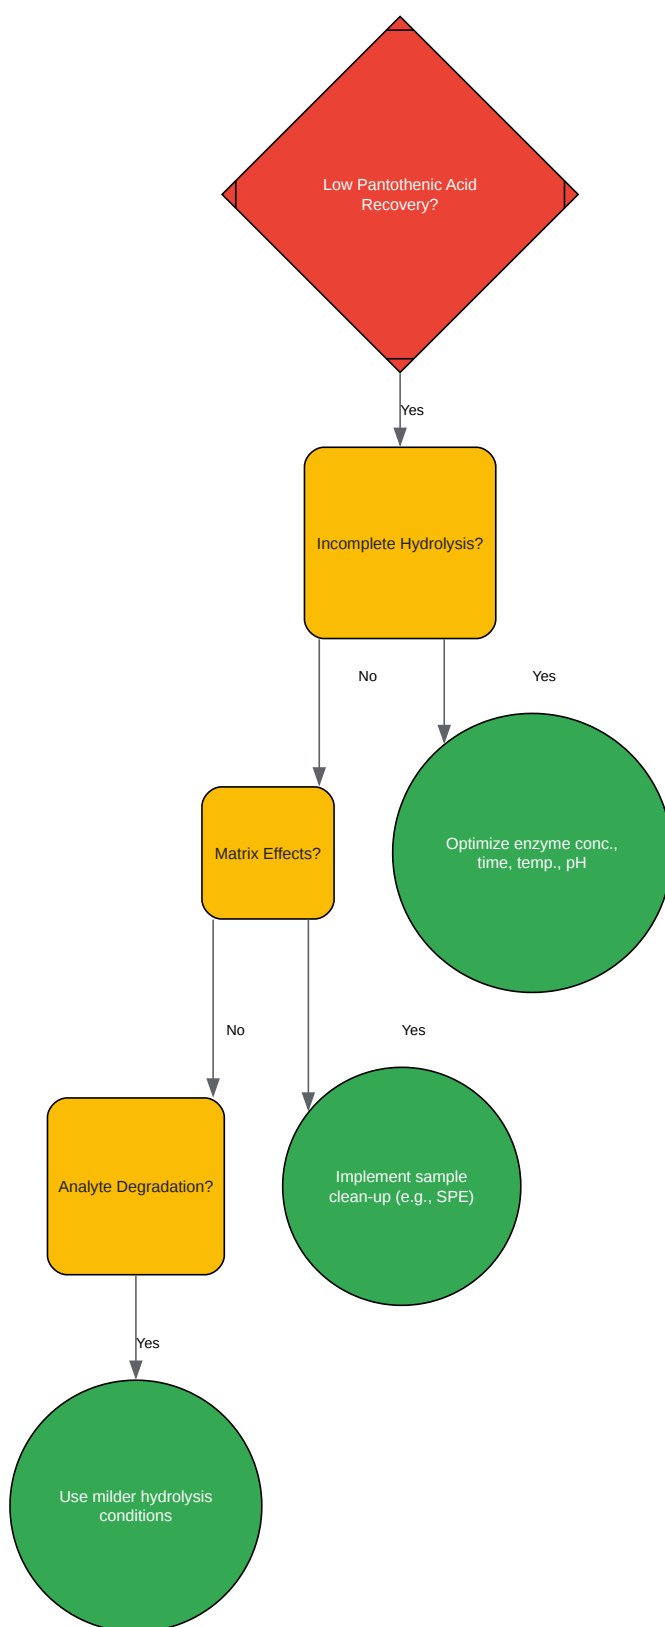 Low Pantothenic Acid
Recovery?
Yes
Incomplete Hydrolysis?
No
Yes
Optimize enzyme conc.,
time, temp., pH
Matrix Effects?
No
Yes
Implement sample
clean-up (e.g., SPE)
Analyte Degradation?
Yes
Use milder hydrolysis
conditions